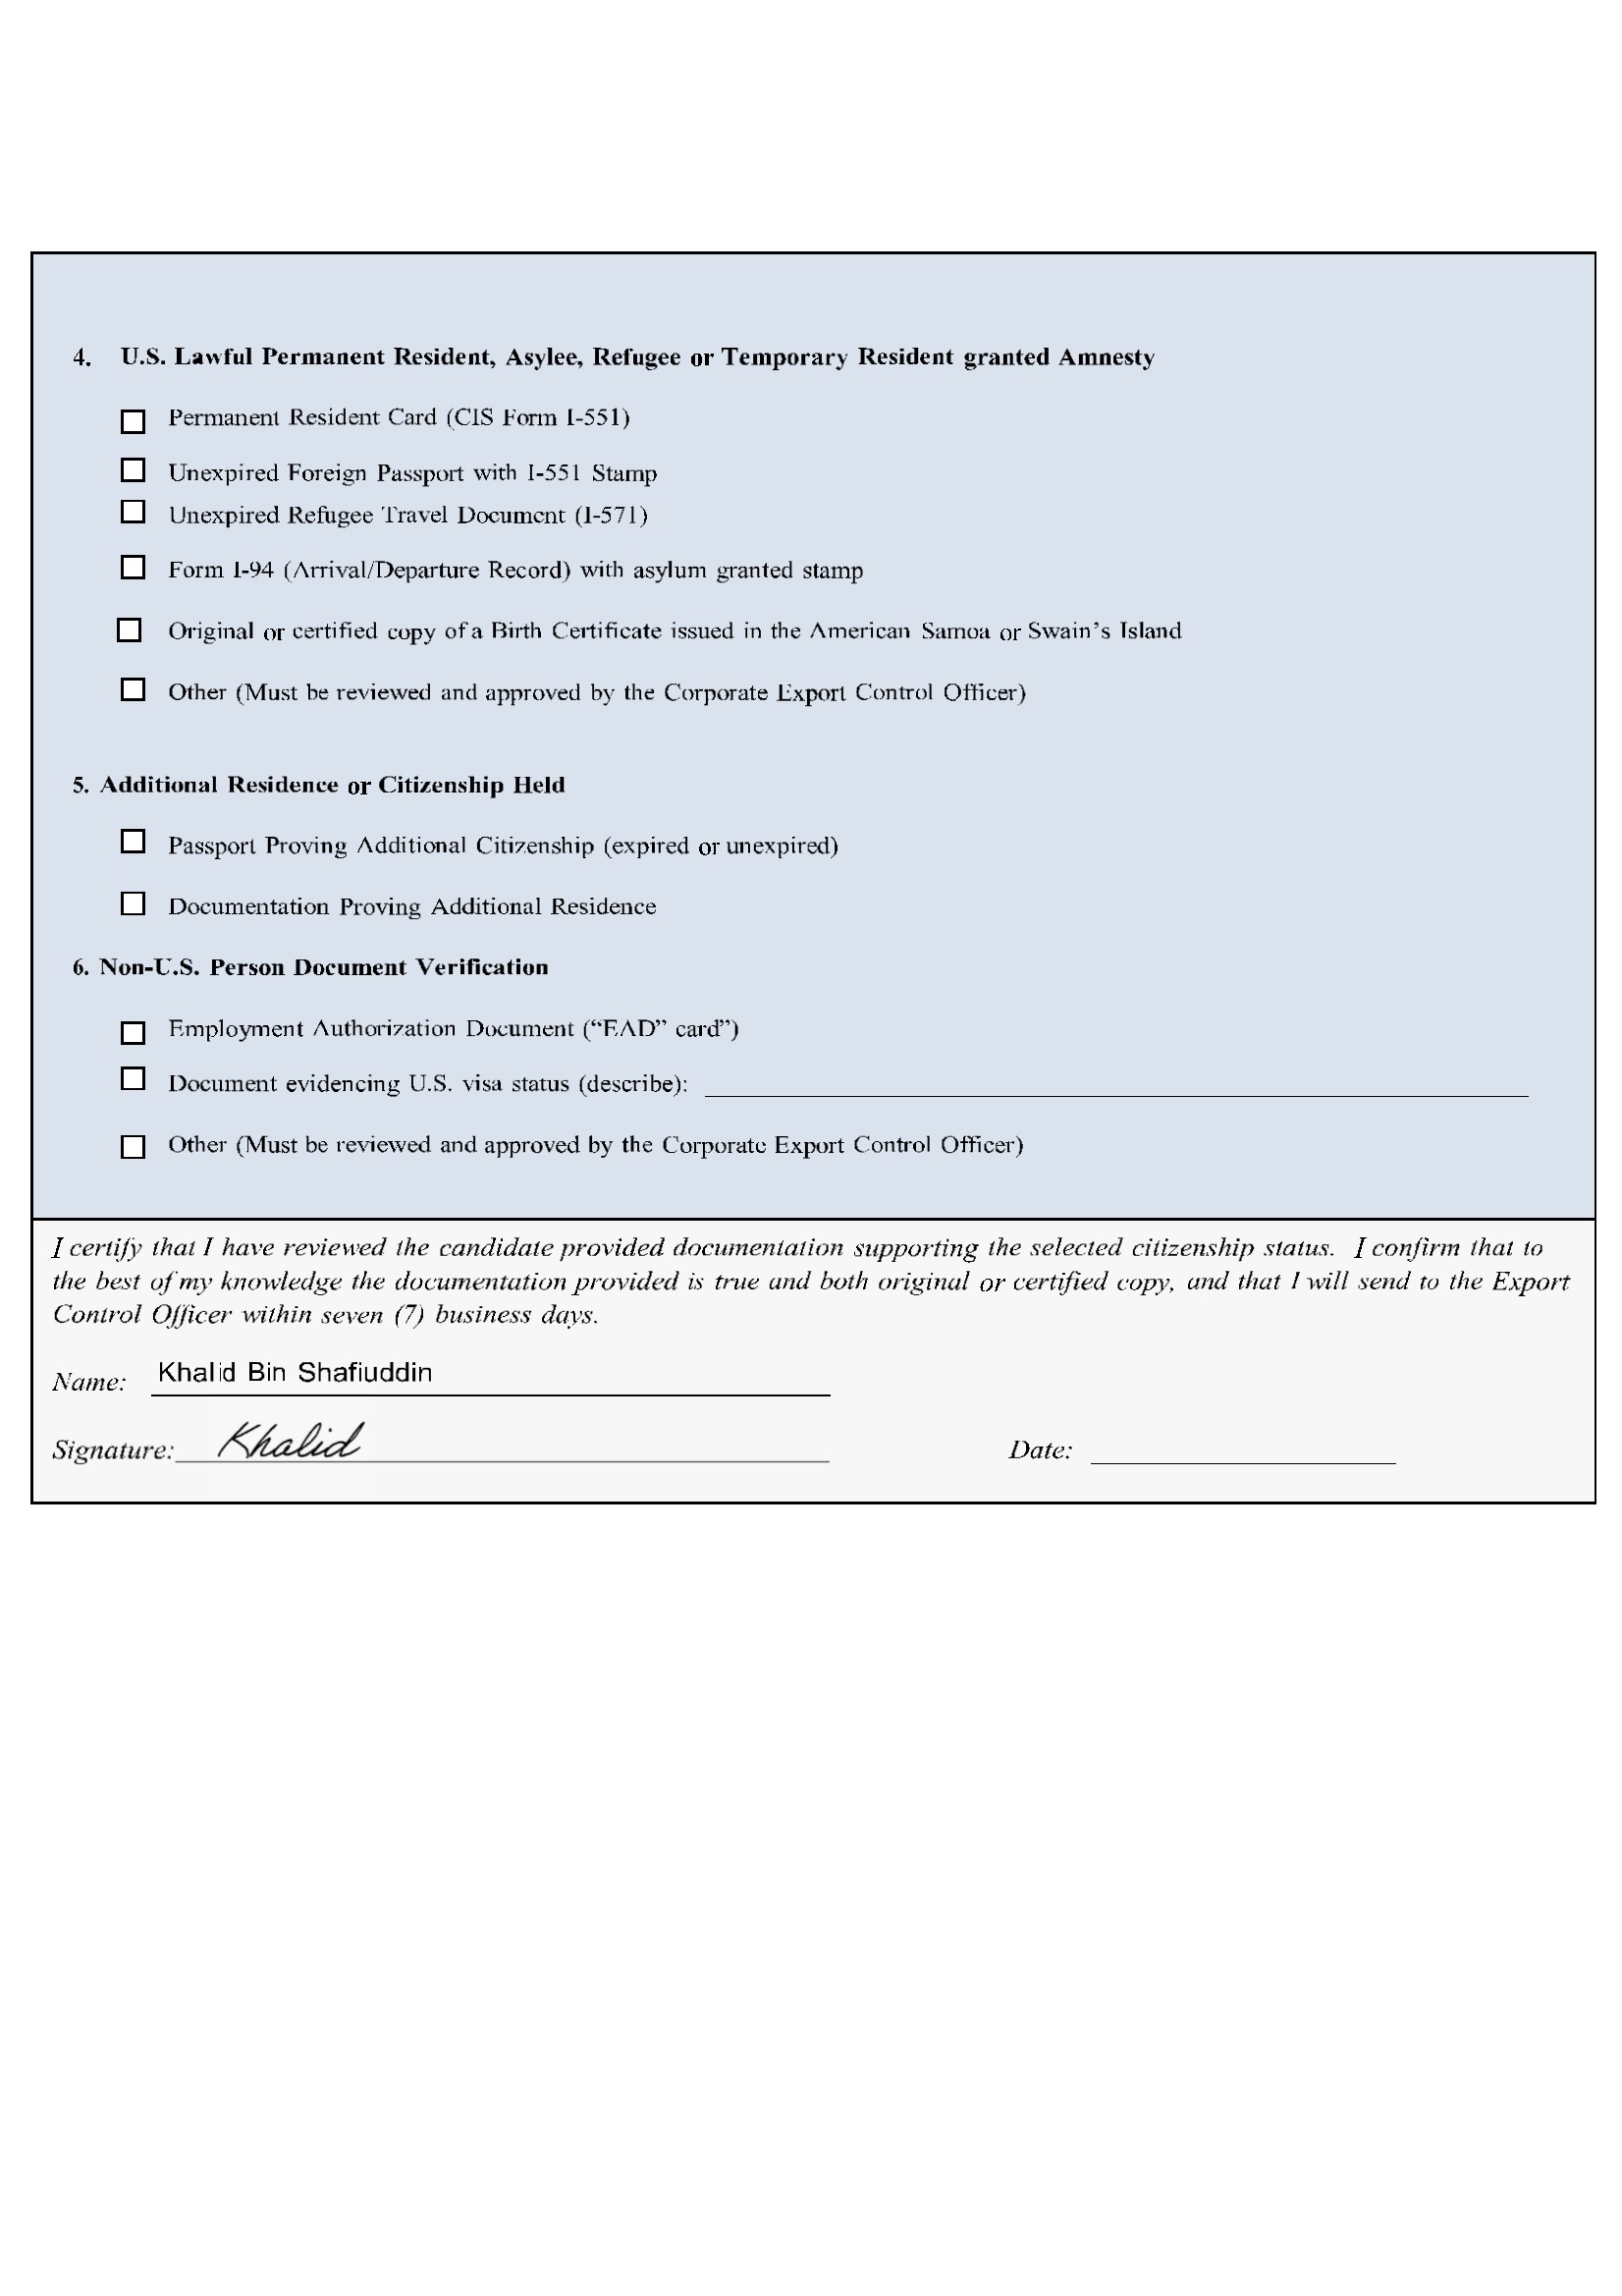 4. U.S. Lawful Permanent Resident, Asylee, Refugee or Temporary Resident granted Amnesty
Permanent Resident Card (CIS Form I-551)
Unexpired Foreign Passport with I-551 Stamp
Unexpired Refugee Travel Document (I-571)
Form I-94 (Arrival/Departure Record) with asylum granted stamp
Original or certified copy of a Birth Certificate issued in the American Samoa or Swain's Island
Other (Must be reviewed and approved by the Corporate Export Control Officer)
5. Additional Residence or Citizenship Held
Passport Proving Additional Citizenship (expired or unexpired)
Documentation Proving Additional Residence
6. Non-U.S. Person Document Verification
Employment Authorization Document (“EAD” card”)
Document evidencing U.S. visa status (describe):
Other (Must be reviewed and approved by the Corporate Export Control Officer)
I certify that I have reviewed the candidate provided documentation supporting the selected citizenship status. I confirm that to
the best of my knowledge the documentation provided is true and both original or certified copy, and that I will send to the Export
Control Officer within seven (7) business days.
Name: Khalid Bin Shafiuddin
Signature: Khalid Date: